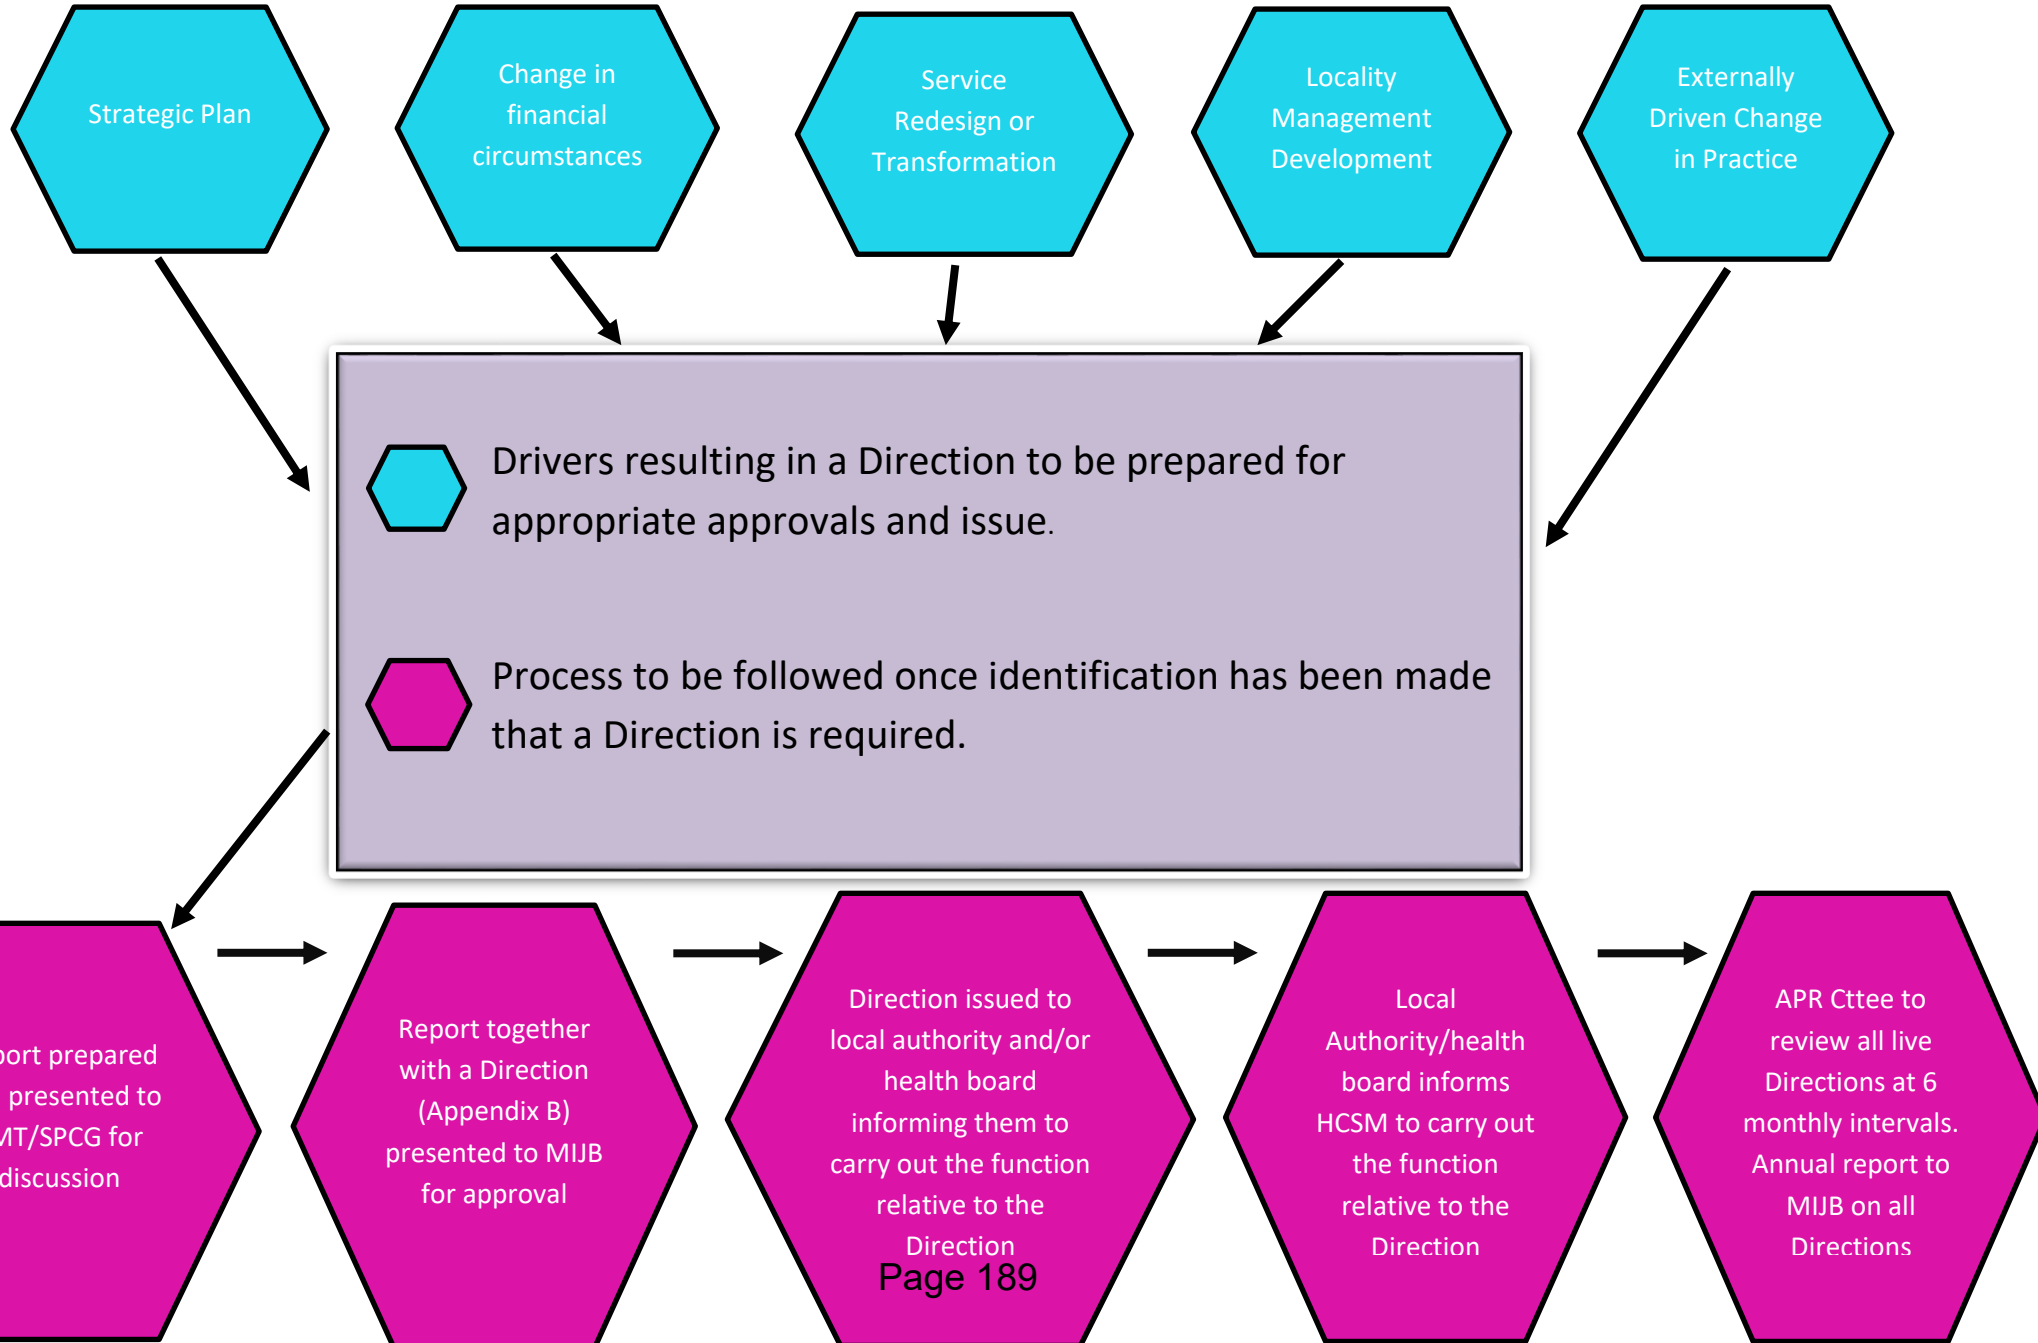 Strategic Plan
Change in
financial
circumstances
Service
Redesign or
Transformation
Locality
Management
Development
Externally
Driven Change
in Practice
Drivers resulting in a Direction to be prepared for
appropriate approvals and issue.
Process to be followed once identification has been made
that a Direction is required.
prepared
presented to
for
discussion
Report together
with a Direction
(Appendix B)
presented to MIJB
for approval
Direction issued to
local authority and/or
health board
informing them to
carry out the function
relative to the
Direction
Local
Authority/health
board informs
HCSM to carry out
the function
relative to the
Direction
APR Cttee to
review all live
Directions at 6
monthly intervals.
Annual report to
MIJB on all
Directions
Page 189